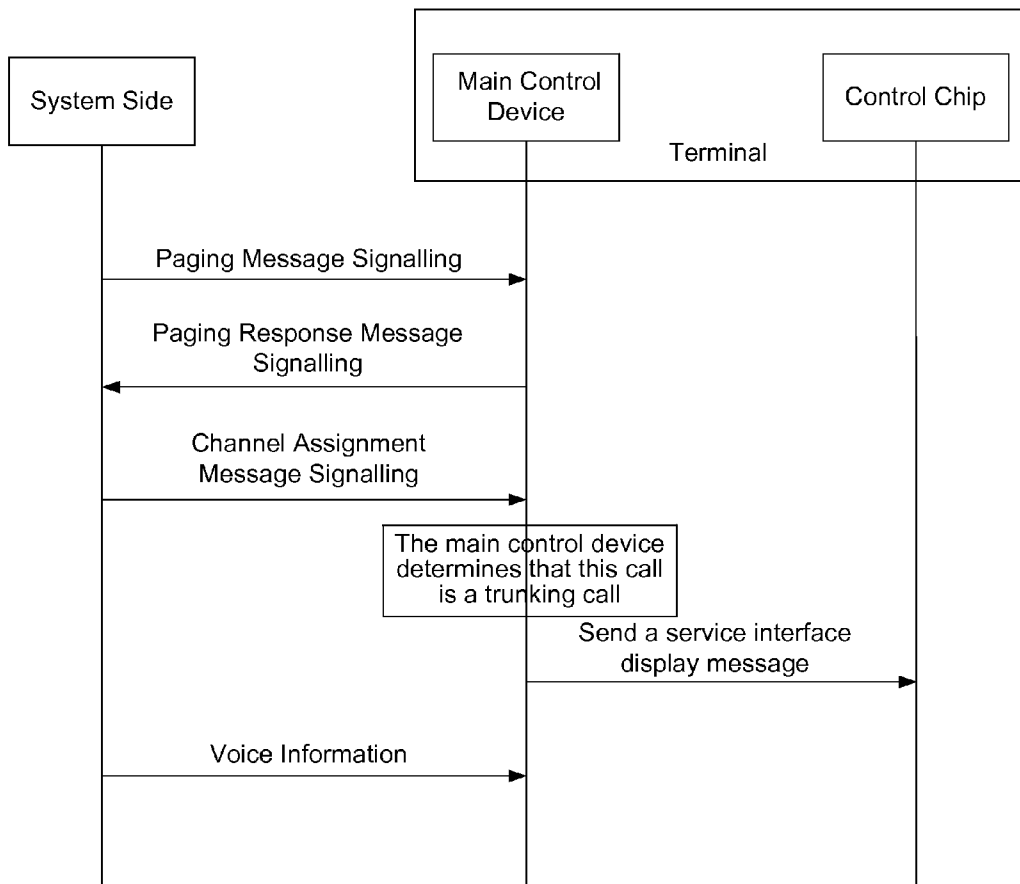 System Side
Main Control
Device
Control Chip
Terminal
Paging Message Signalling
Paging Response Message
Signalling
Channel Assignment
Message Signalling
The main control device
determines that this call
is a trunking call
Send a service interface
display message
Voice Information